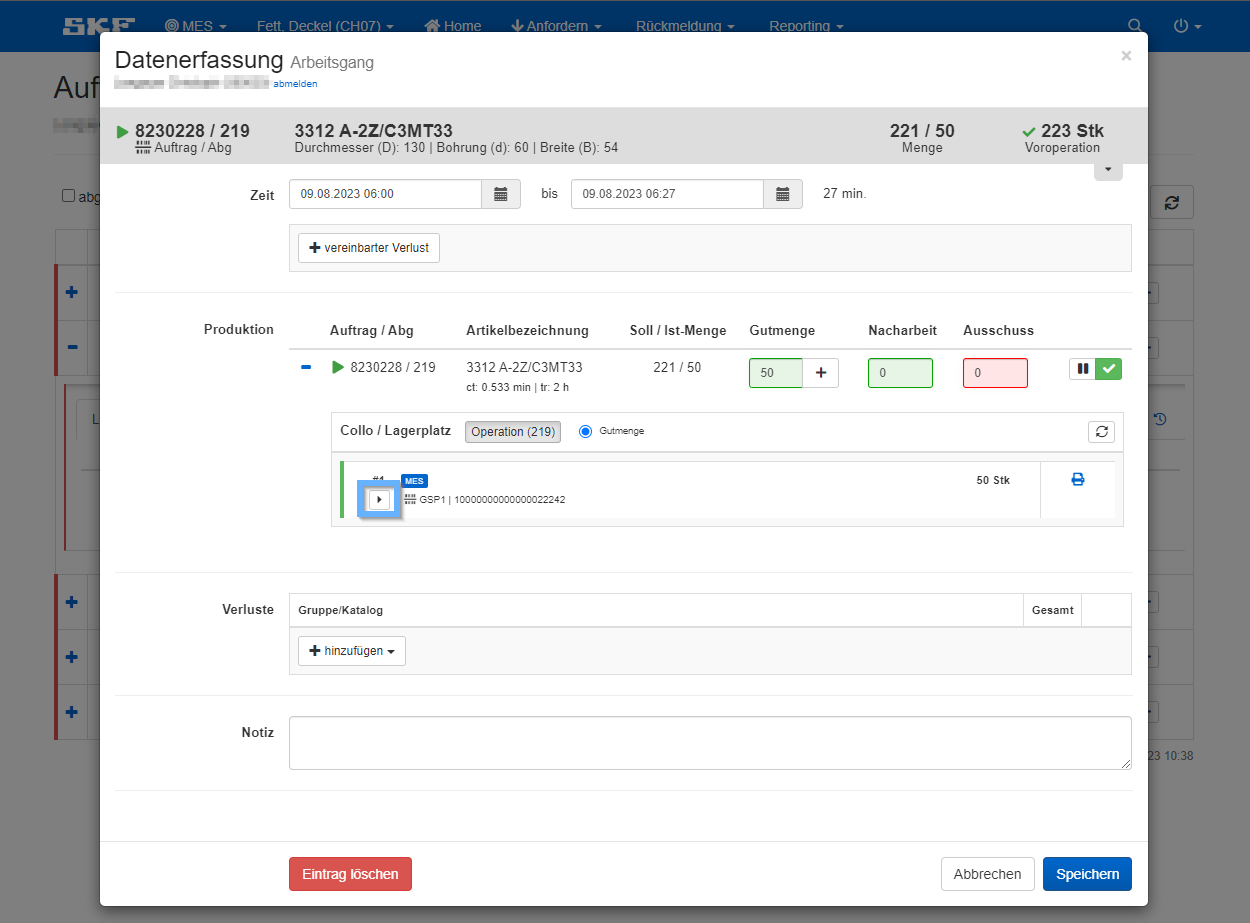 SKF MES Fett, Deckel (CH07) Home Anfordern Rückmeldung Reporting
Auf
Datenerfassung Arbeitsgang ×
abmelden
8230228 / 219 3312 A-2Z/C3MT33 221 / 50 223 Stk
Auftrag / Abg Durchmesser (D): 130 | Bohrung (d): 60 | Breite (B): 54 Menge Voroperation
abg
Zeit 09.08.2023 06:00 bis 09.08.2023 06:27 27 min.
vereinbarter Verlust
Produktion Auftrag / Abg Artikelbezeichnung Soll / Ist-Menge Gutmenge Nacharbeit Ausschuss
8230228 / 219 3312 A-2Z/C3MT33 221 / 50 50 + 0 0
ct: 0.533 min | tr: 2 h
L
Collo / Lagerplatz Operation (219) Gutmenge
#1 MES 50 Stk
GSP1 | 10000000000000022242
Verluste Gruppe/Katalog Gesamt
hinzufügen
Notiz
23 10:38
Eintrag löschen Abbrechen Speichern